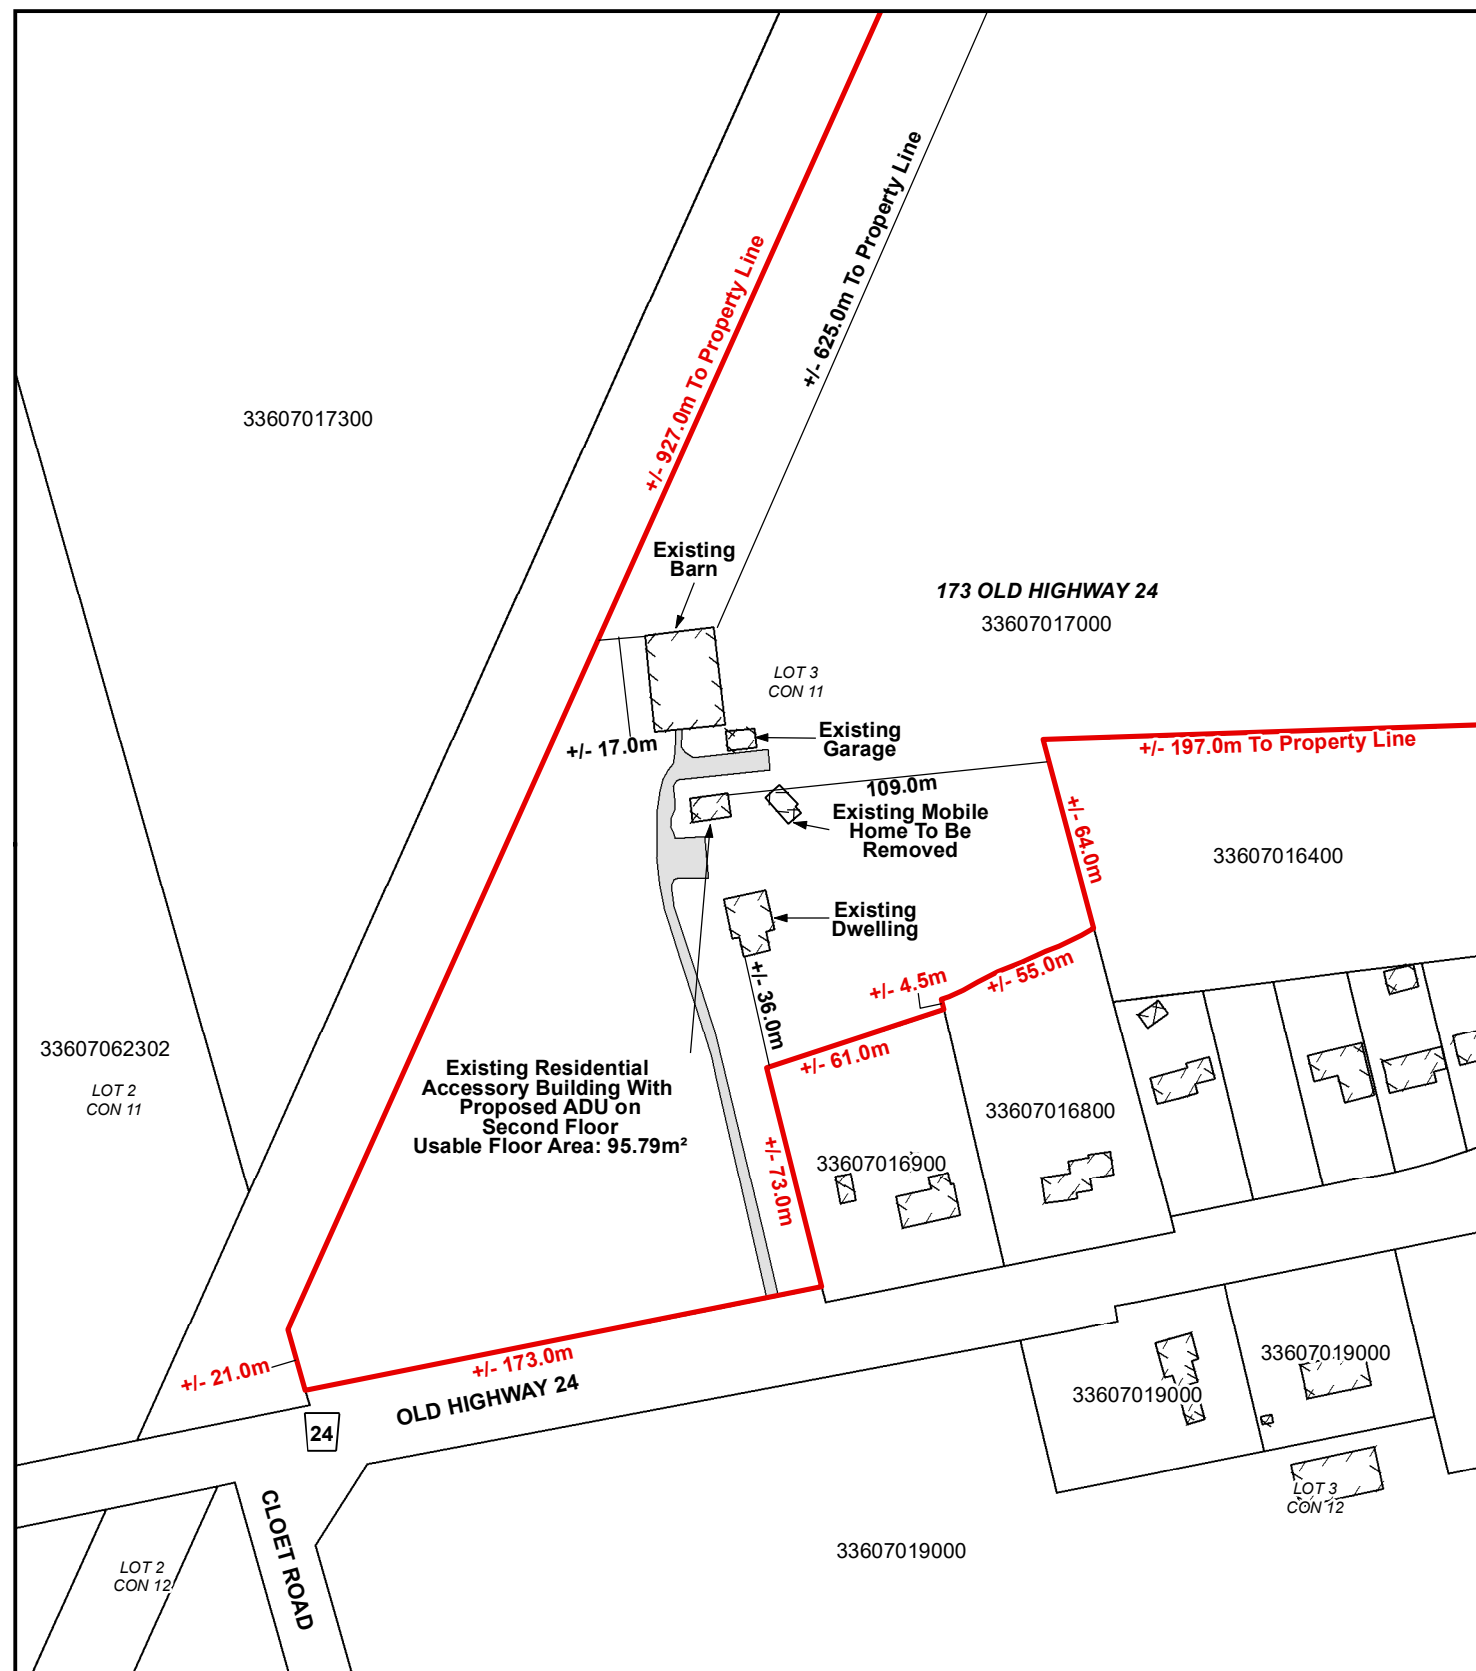 +/- 625.0m To Property Line
+/- 927.0m To Property Line
33607017300
Existing
Barn
173 OLD HIGHWAY 24
33607017000
LOT 3
CON 11
+/- 17.0m
Existing
Garage
+/- 197.0m To Property Line
109.0m
Existing Mobile
Home To Be
Removed
+/- 64.0m
33607016400
Existing
Dwelling
+/- 36.0m
+/- 4.5m
+/- 55.0m
33607062302
LOT 2
CON 11
+/- 61.0m
Existing Residential
Accessory Building With
Proposed ADU on
Second Floor
Usable Floor Area: 95.79m²
33607016800
33607016900
+/- 73.0m
+/- 21.0m
+/- 173.0m
OLD HIGHWAY 24
24
33607019000
33607019000
CLOET ROAD
LOT 3
CON 12
33607019000
LOT 2
CON 12